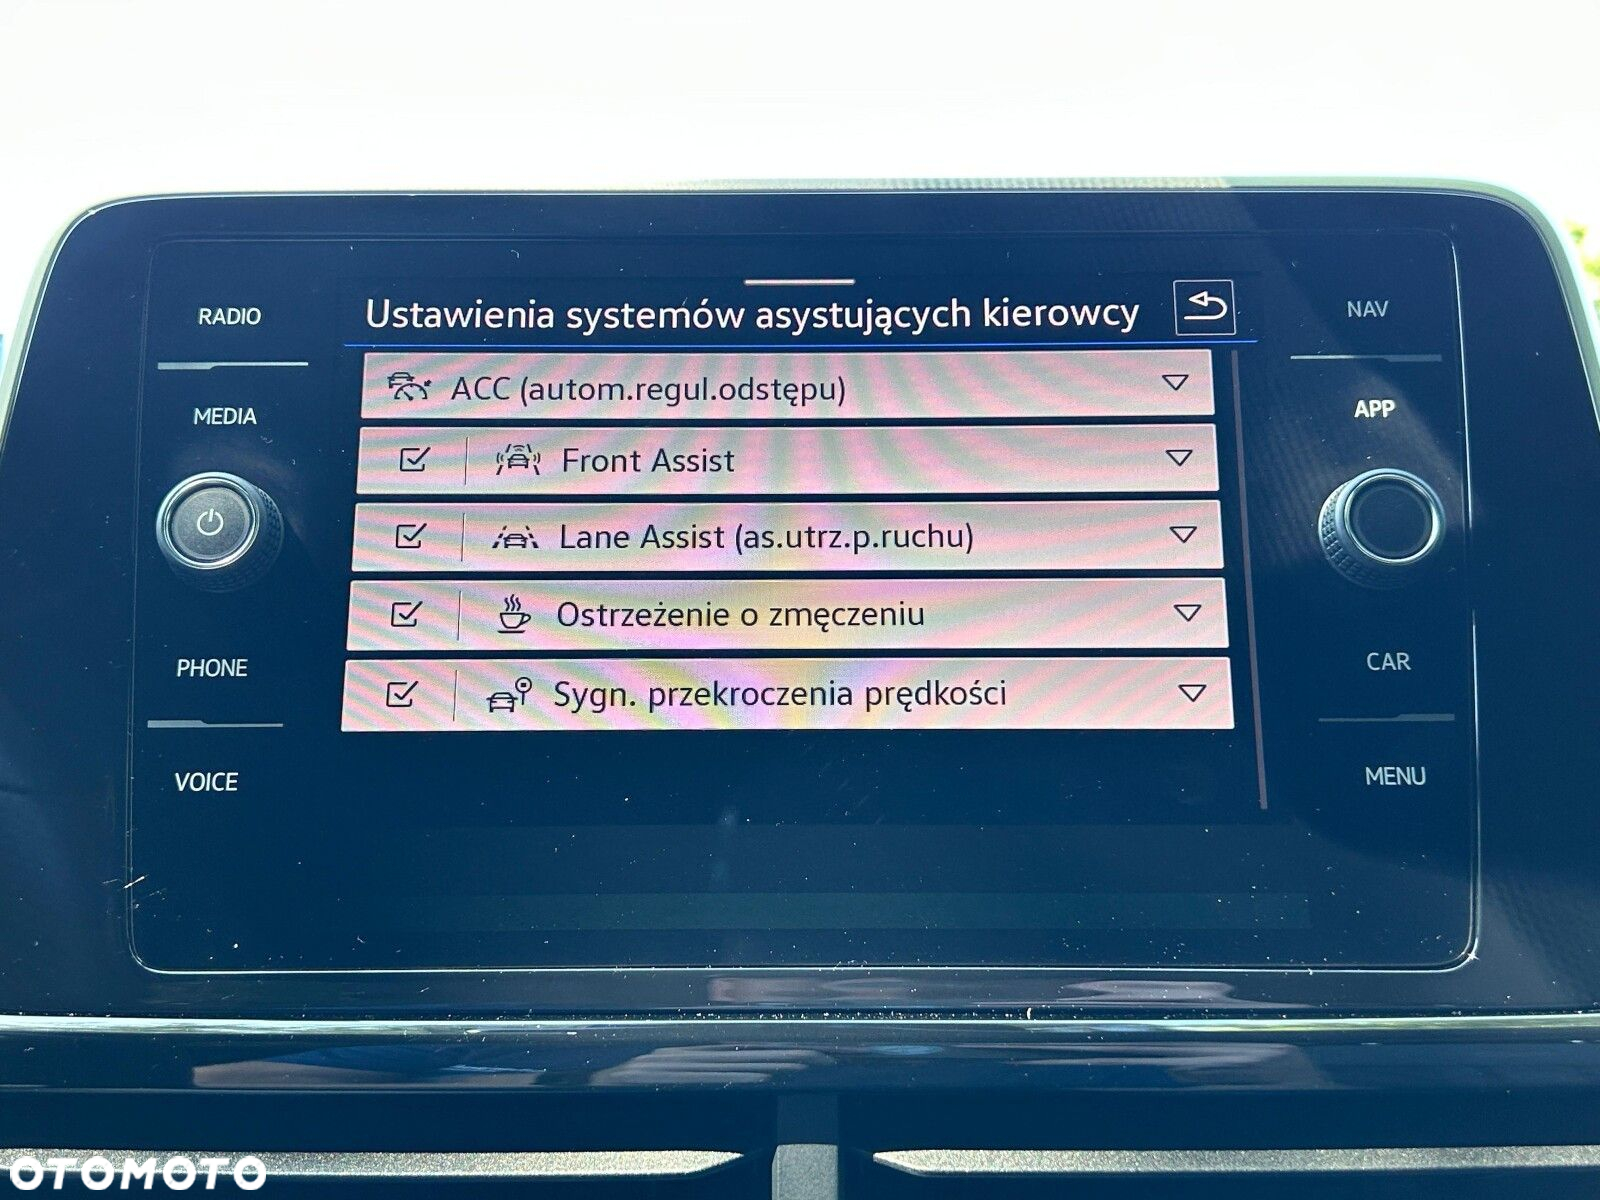 RADIO
MEDIA
PHONE
VOICE
Ustawienia systemów asystujących kierowcy
ACC (autom.regul.odstępu)
Front Assist
Lane Assist (as.utrz.p.ruchu)
Ostrzeżenie o zmęczeniu
Sygn. przekroczenia prędkości
NAV
APP
CAR
MENU
OTOMOTO